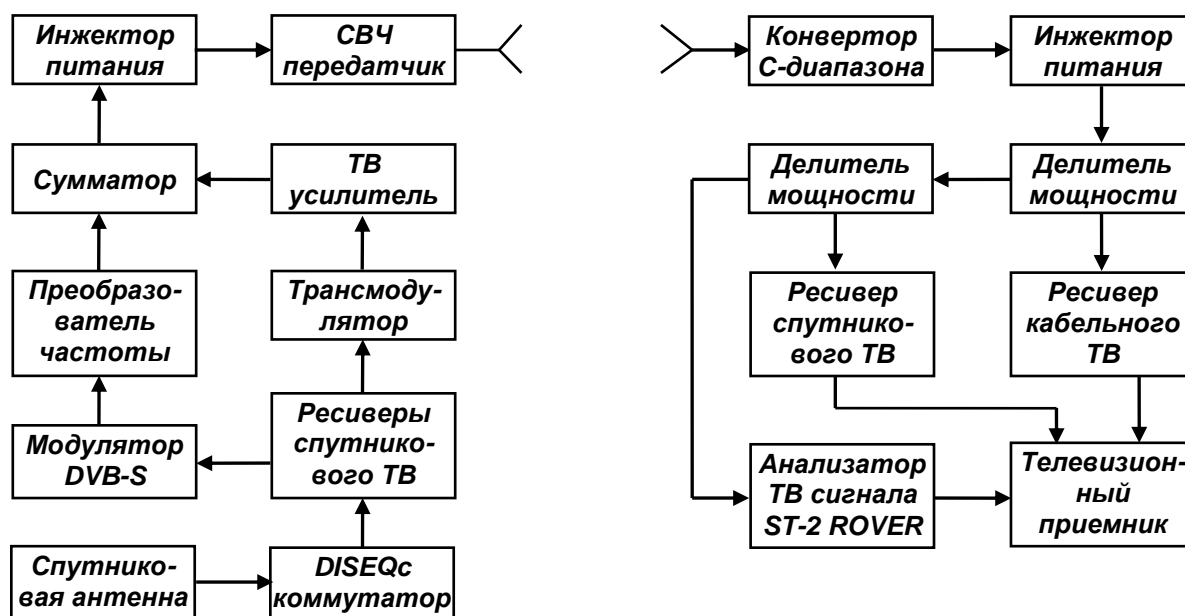 Инжектор
питания
СВЧ
передатчик
Сумматор
ТВ
усилитель
Преобразо-
ватель
частоты
Трансмоду-
лятор
Модулятор
DVB-S
Ресиверы
спутнико-
вого ТВ
Спутнико-
вая антенна
DISEQc
коммутатор
Конвертор
С-диапазона
Инжектор
питания
Делитель
мощности
Делитель
мощности
Ресивер
спутнико-
вого ТВ
Ресивер
кабельного
ТВ
Анализатор
ТВ сигнала
ST-2 ROVER
Телевизион-
ный
приемник